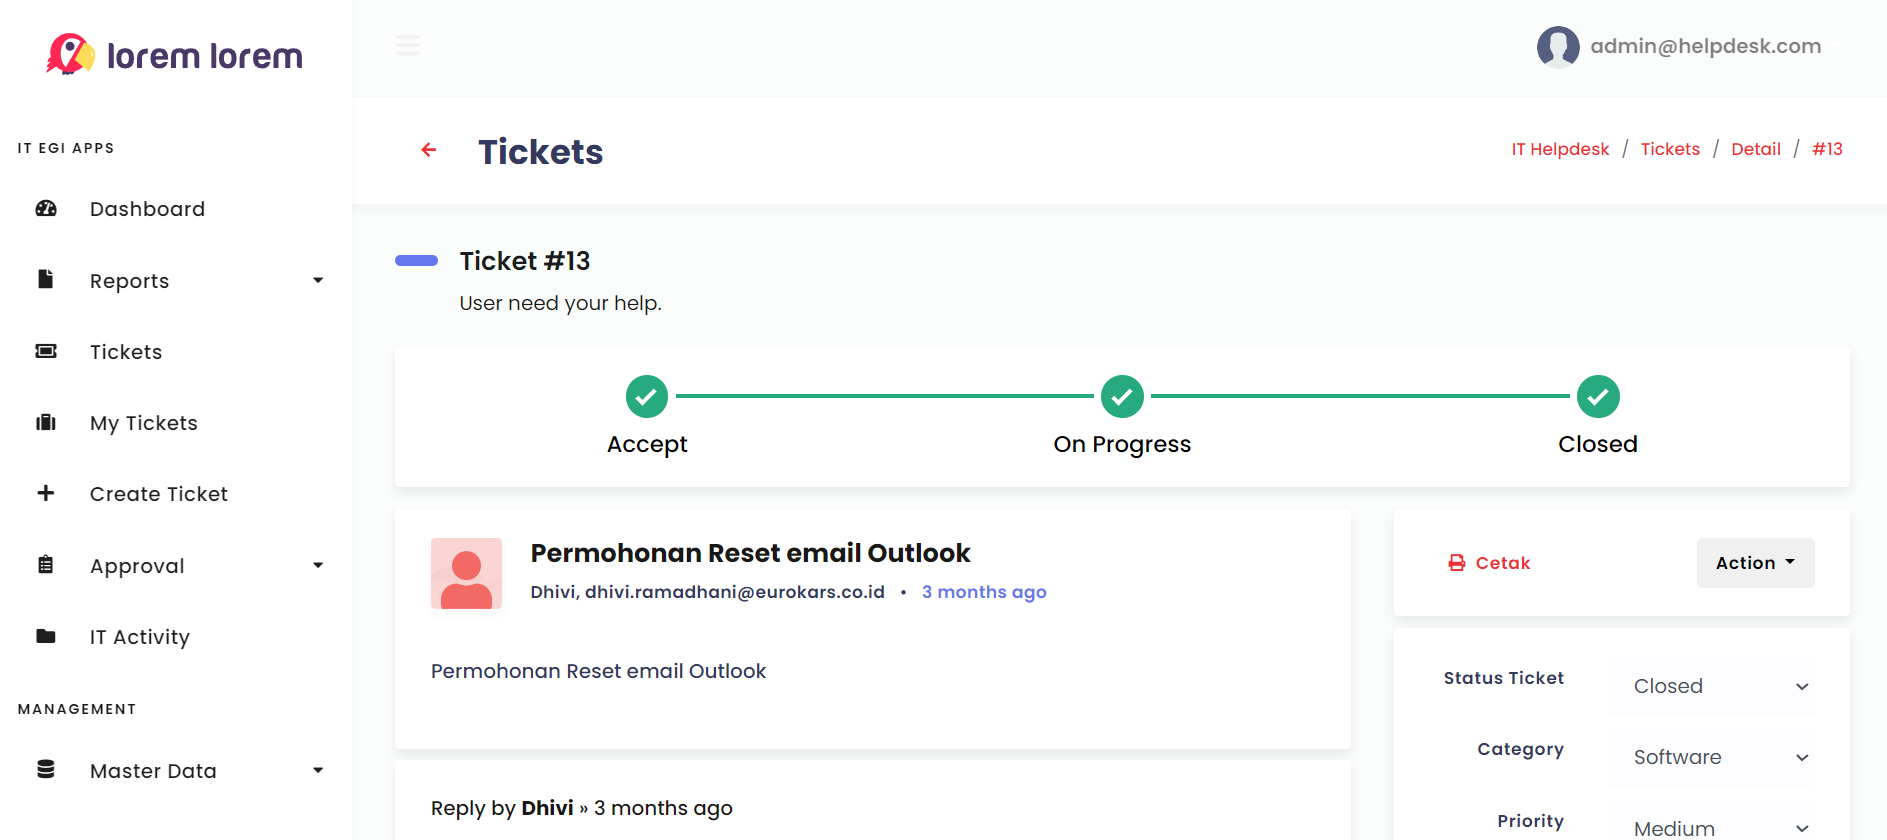 lorem lorem
admin@helpdesk.com
IT EGI APPS
Dashboard
Reports
Tickets
My Tickets
Create Ticket
Approval
IT Activity
MANAGEMENT
Master Data
Tickets
IT Helpdesk / Tickets / Detail / #13
Ticket #13
User need your help.
Accept
On Progress
Closed
Permohonan Reset email Outlook
Dhivi, dhivi.ramadhani@eurokars.co.id • 3 months ago
Permohonan Reset email Outlook
Reply by Dhivi » 3 months ago
Cetak
Action
Status Ticket Closed
Category Software
Priority Medium